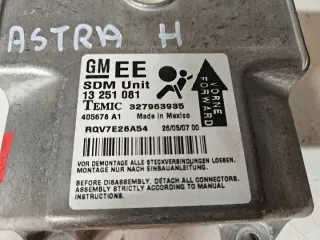 ASTRA H
GM EE
SDM Unit
13 251 081
TEMIC 327963935
405678 A1 Made in Mexico
RQV7E26A54 26/05/07 00
VORNE
FORWARD
VOR DEMONTAGE ALLE STECKVERBINDUNGEN LOESEN.
MONTAGE NUR NACH EINBAUANLEITUNG.
BEFORE DISASSEMBLY, DETACH ALL CONNECTORS.
ASSEMBLY STRICTLY ACCORDING TO MANUAL
INSTRUCTIONS.